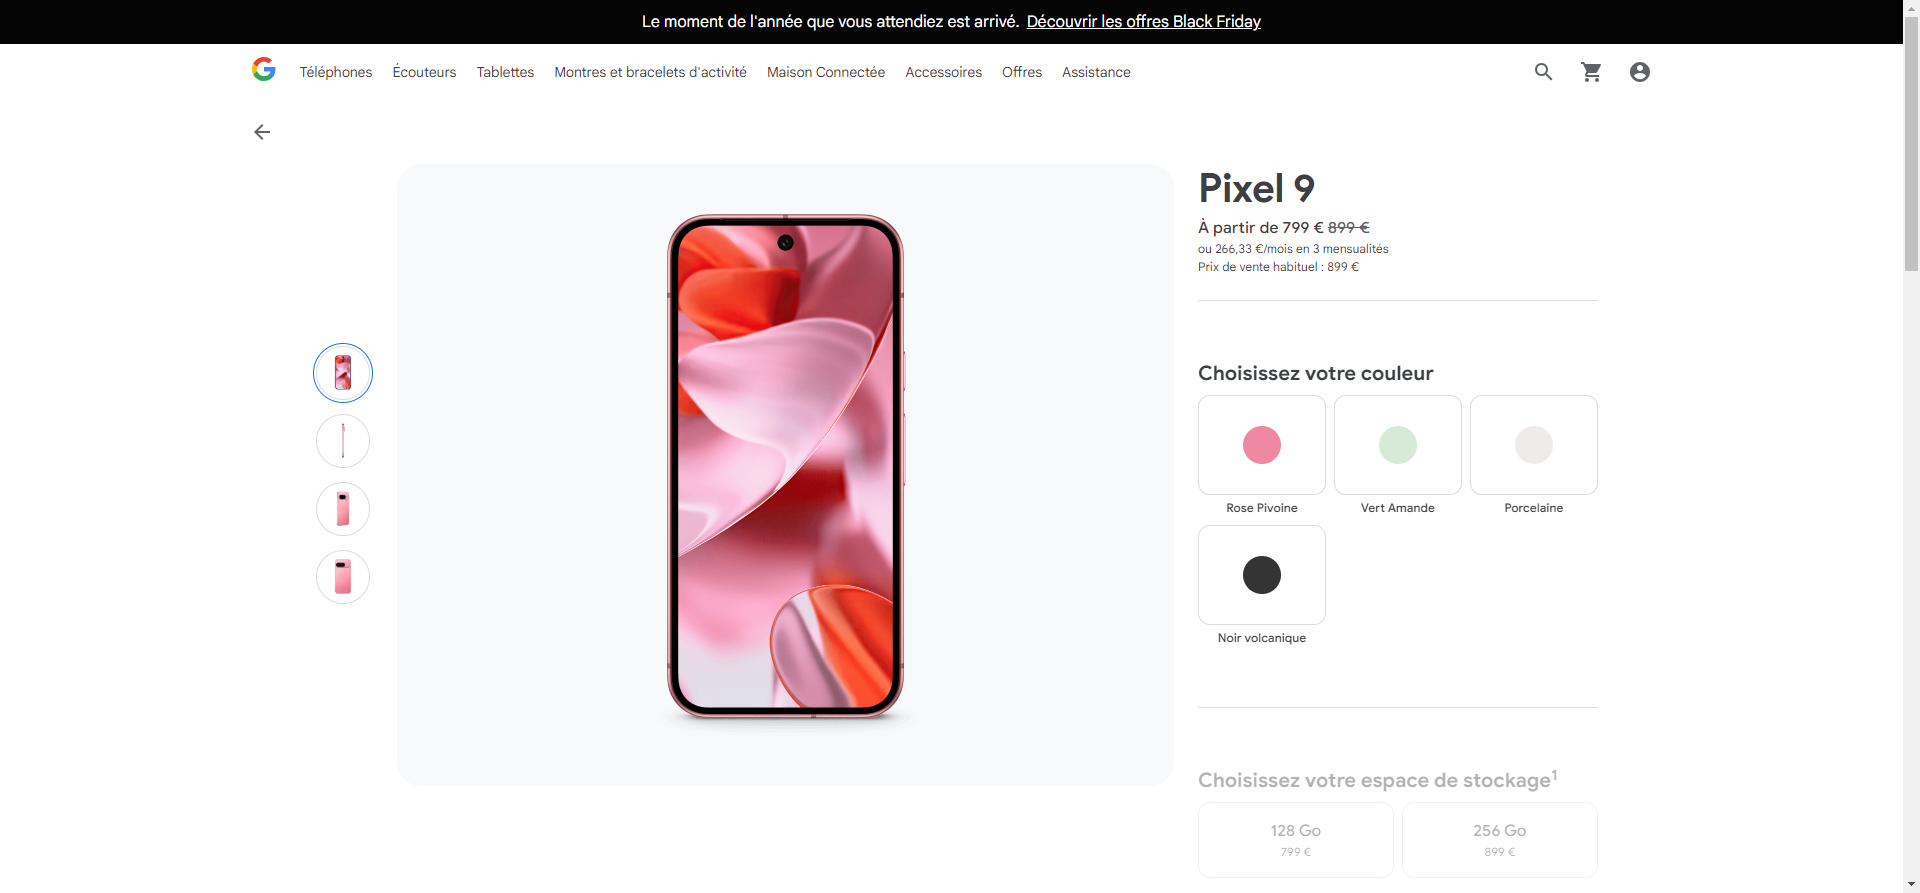 Le moment de l'année que vous attendiez est arrivé. Découvrir les offres Black Friday
Téléphones Écouteurs Tablettes Montres et bracelets d'activité Maison Connectée Accessoires Offres Assistance
Pixel 9
À partir de 799 € 899 €
ou 266,33 €/mois en 3 mensualités
Prix de vente habituel : 899 €
Choisissez votre couleur
Rose Pivoine Vert Amande Porcelaine
Noir volcanique
Choisissez votre espace de stockage¹
128 Go 256 Go
799 € 899 €